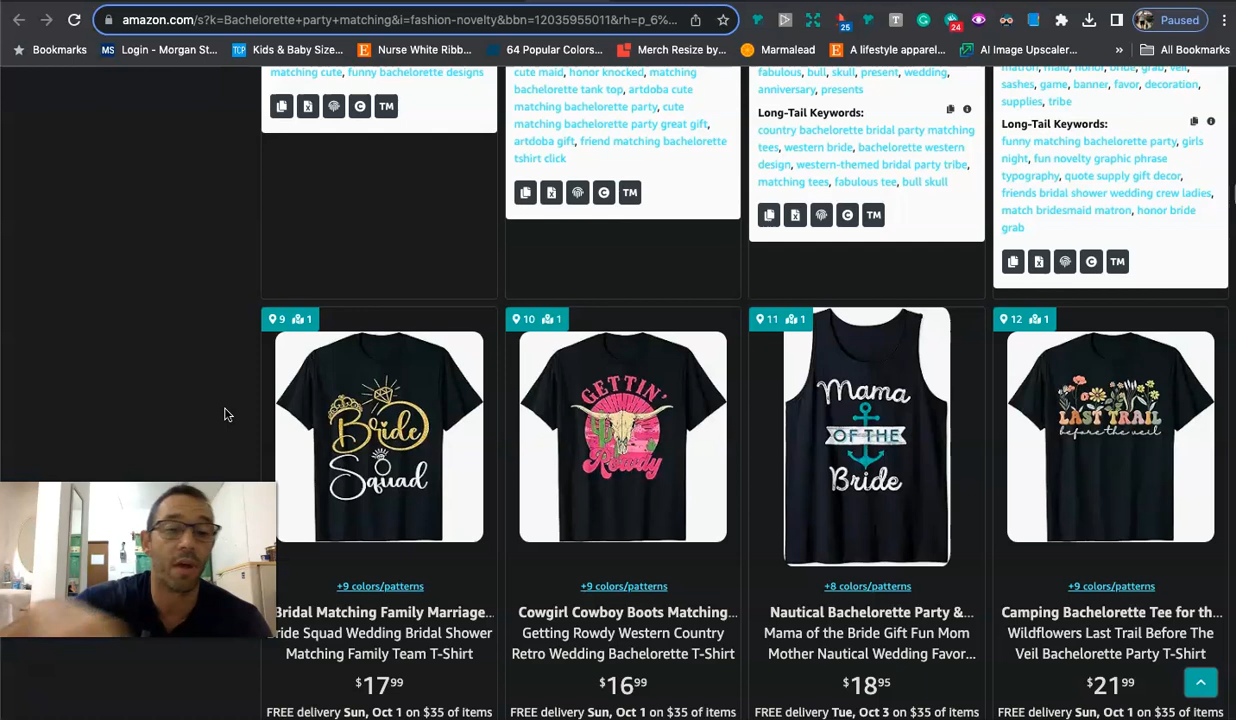 amazon.com/s?k=Bachelorette+party+matching&i=fashion-novelty&bbn=12035955011&rh=p_6%...
25
24
Paused
Bookmarks
MS Login - Morgan St...
TCP Kids & Baby Size...
E Nurse White Ribb...
64 Popular Colors...
Merch Resize by...
Marmalead
E A lifestyle apparel...
AI Image Upscaler...
»
All Bookmarks
matching cute, funny bachelorette designs
TM
cute maid, honor knocked, matching
bachelorette tank top, artdoba cute
matching bachelorette party, cute
matching bachelorette party great gift,
artdoba gift, friend matching bachelorette
tshirt click
TM
fabulous, bull, skull, present, wedding,
anniversary, presents
Long-Tail Keywords:
country bachelorette bridal party matching
tees, western bride, bachelorette western
design, western-themed bridal party tribe,
matching tees, fabulous tee, bull skull
TM
matron, maid, honor, bride, grab, veil,
sashes, game, banner, favor, decoration,
supplies, tribe
Long-Tail Keywords:
funny matching bachelorette party, girls
night, fun novelty graphic phrase
typography, quote supply gift decor,
friends bridal shower wedding crew ladies,
match bridesmaid matron, honor bride
grab
TM
9 1
Bride
Squad
+9 colors/patterns
Bridal Matching Family Marriage...
ride Squad Wedding Bridal Shower
Matching Family Team T-Shirt
$17 99
FREE delivery Sun, Oct 1 on $35 of items
10 1
GETTIN'
Rowdy
+9 colors/patterns
Cowgirl Cowboy Boots Matching...
Getting Rowdy Western Country
Retro Wedding Bachelorette T-Shirt
$16 99
FREE delivery Sun, Oct 1 on $35 of items
11 1
Mama
OF THE
Bride
+8 colors/patterns
Nautical Bachelorette Party &...
Mama of the Bride Gift Fun Mom
Mother Nautical Wedding Favor...
$18 95
FREE delivery Tue, Oct 3 on $35 of items
12 1
LAST TRAIL
before the veil
+9 colors/patterns
Camping Bachelorette Tee for th...
Wildflowers Last Trail Before The
Veil Bachelorette Party T-Shirt
$21 99
FREE delivery Sun, Oct 1 on $35 of items